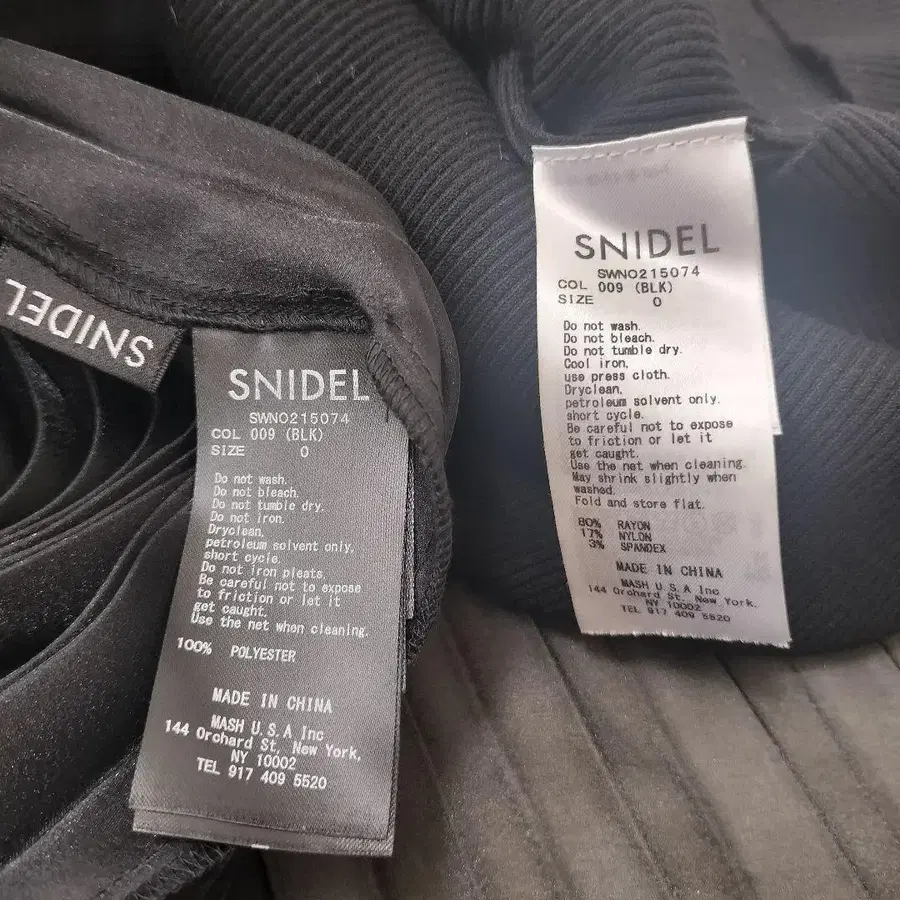 SNIDEL
SNIDEL
SWNO215074
COL 009 (BLK)
SIZE 0
Do not wash.
Do not bleach.
Do not tumble dry.
Do not iron.
Dryclean,
petroleum solvent only.
short cycle.
Do not iron pleats.
Be careful not to expose
to friction or let it
get caught.
Use the net when cleaning.
100% POLYESTER
MADE IN CHINA
MASH U.S.A Inc
144 Orchard St, New York,
NY 10002
TEL 917 409 5520
SNIDEL
SWNO215074
COL 009 (BLK)
SIZE 0
Do not wash.
Do not bleach.
Do not tumble dry.
Cool iron,
use press cloth.
Dryclean,
petroleum solvent only.
short cycle.
Be careful not to expose
to friction or let it
get caught.
Use the net when cleaning.
May shrink slightly when
washed.
Fold and store flat.
80% RAYON
17% NYLON
3% SPANDEX
MADE IN CHINA
MASH U.S.A Inc
144 Orchard St, New York,
NY 10002
TEL 917 409 5520